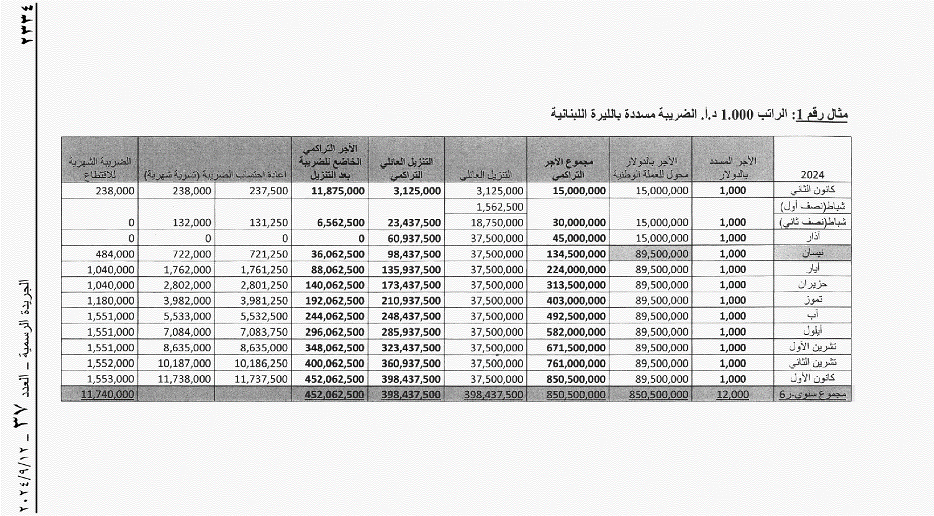 ٢٣٣٤
مثال رقم 1: الراتب 1.000 د.أ. الضريبة مسددة بالليرة اللبنانية
2024 الأجر المسدد بالدولار الأجر بالدولار محول للعملة الوطنية مجموع الأجر التراكمي التنزيل العائلي التنزيل العائلي التراكمي الأجر التراكمي الخاضع للضريبة بعد التنزيل اعادة احتساب الضريبة (تسوية شهرية) الضريبة الشهرية للاقتطاع
كانون الثاني 1,000 15,000,000 15,000,000 3,125,000 3,125,000 11,875,000 237,500 238,000 238,000
شباط(نصف أول) 1,562,500
شباط(نصف ثاني) 1,000 15,000,000 30,000,000 18,750,000 23,437,500 6,562,500 131,250 132,000 0
آذار 1,000 15,000,000 45,000,000 37,500,000 60,937,500 0 0 0 0
نيسان 1,000 89,500,000 134,500,000 37,500,000 98,437,500 36,062,500 721,250 722,000 484,000
أيار 1,000 89,500,000 224,000,000 37,500,000 135,937,500 88,062,500 1,761,250 1,762,000 1,040,000
حزيران 1,000 89,500,000 313,500,000 37,500,000 173,437,500 140,062,500 2,801,250 2,802,000 1,040,000
تموز 1,000 89,500,000 403,000,000 37,500,000 210,937,500 192,062,500 3,981,250 3,982,000 1,180,000
آب 1,000 89,500,000 492,500,000 37,500,000 248,437,500 244,062,500 5,532,500 5,533,000 1,551,000
أيلول 1,000 89,500,000 582,000,000 37,500,000 285,937,500 296,062,500 7,083,750 7,084,000 1,551,000
تشرين الأول 1,000 89,500,000 671,500,000 37,500,000 323,437,500 348,062,500 8,635,000 8,635,000 1,551,000
تشرين الثاني 1,000 89,500,000 761,000,000 37,500,000 360,937,500 400,062,500 10,186,250 10,187,000 1,552,000
كانون الأول 1,000 89,500,000 850,500,000 37,500,000 398,437,500 452,062,500 11,737,500 11,738,000 1,553,000
مجموع سنوي-ر6 12,000 850,500,000 850,500,000 398,437,500 398,437,500 452,062,500 11,740,000
الجريدة الرسمية – العدد ٣٧ – ٢٠٢٤/٩/١٢